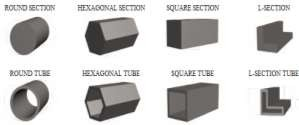 ROUND SECTION HEXAGONAL SECTION SQUARE SECTION L-SECTION
ROUND TUBE HEXAGONAL TUBE SQUARE TUBE L-SECTION TUBE